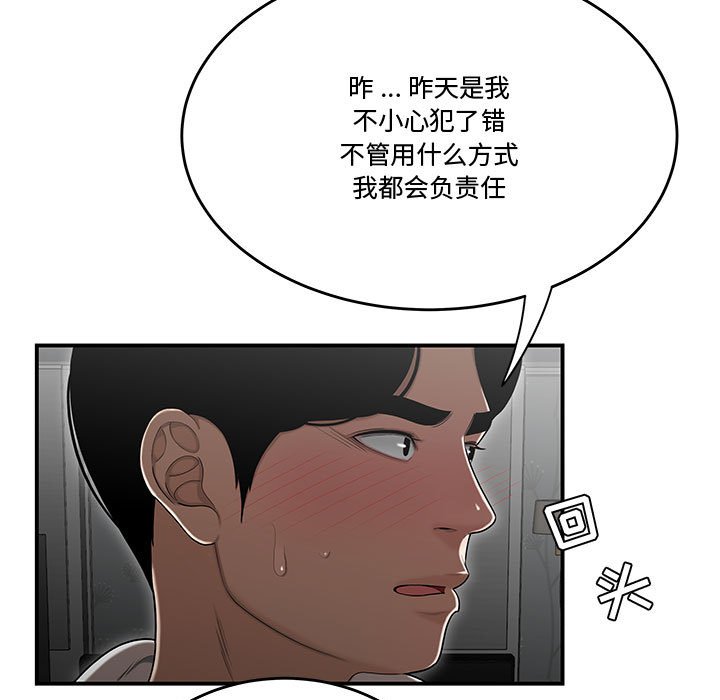 昨...昨天是我
不小心犯了错
不管用什么方式
我都会负责任
回头